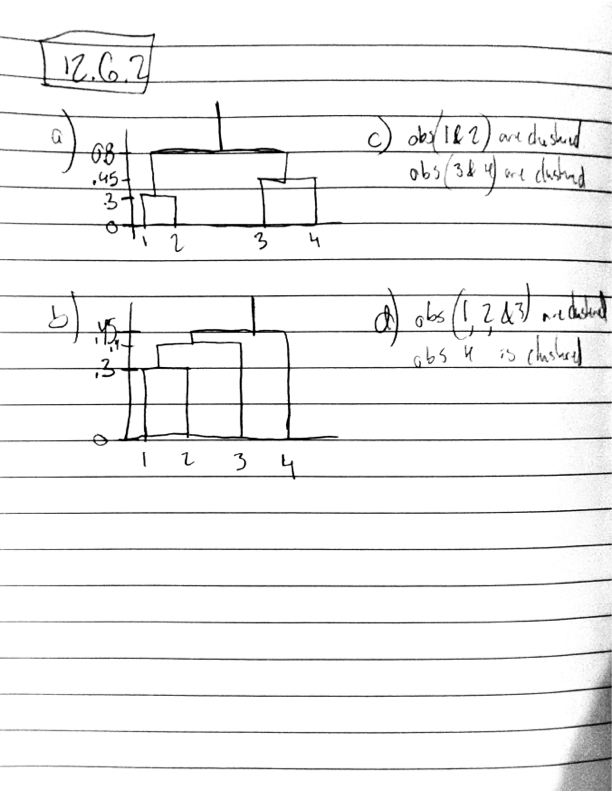 12.6.2
a)
0.8
.45
.3
0
1 2 3 4
c) obs(1 & 2) are clustered
obs(3 & 4) are clustered
b)
.45
.4
.3
0
1 2 3 4
d) obs (1, 2, & 3) are clustered
obs 4 is clustered